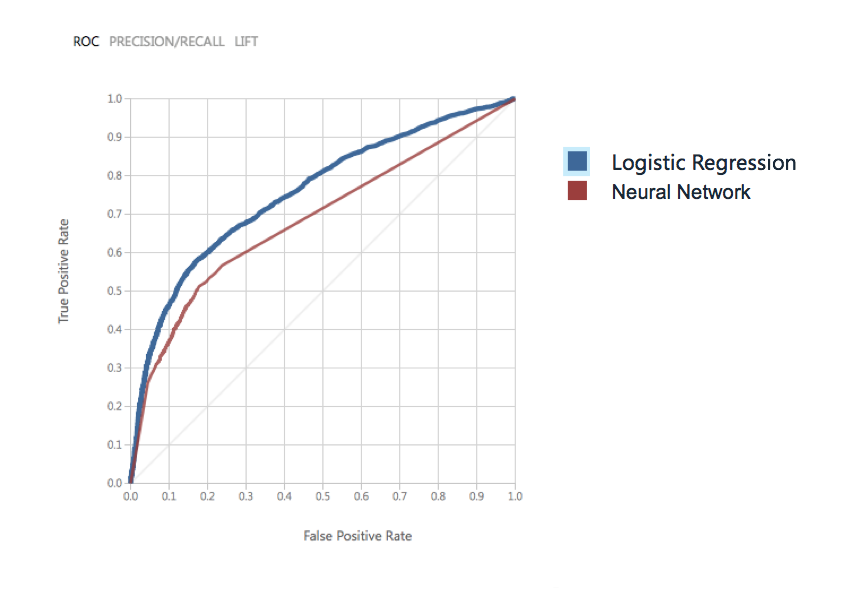 ROC PRECISION/RECALL LIFT
1.0
0.9
0.8
0.7
0.6
0.5
0.4
0.3
0.2
0.1
0.0
True Positive Rate
0.0 0.1 0.2 0.3 0.4 0.5 0.6 0.7 0.8 0.9 1.0
False Positive Rate
Logistic Regression
Neural Network